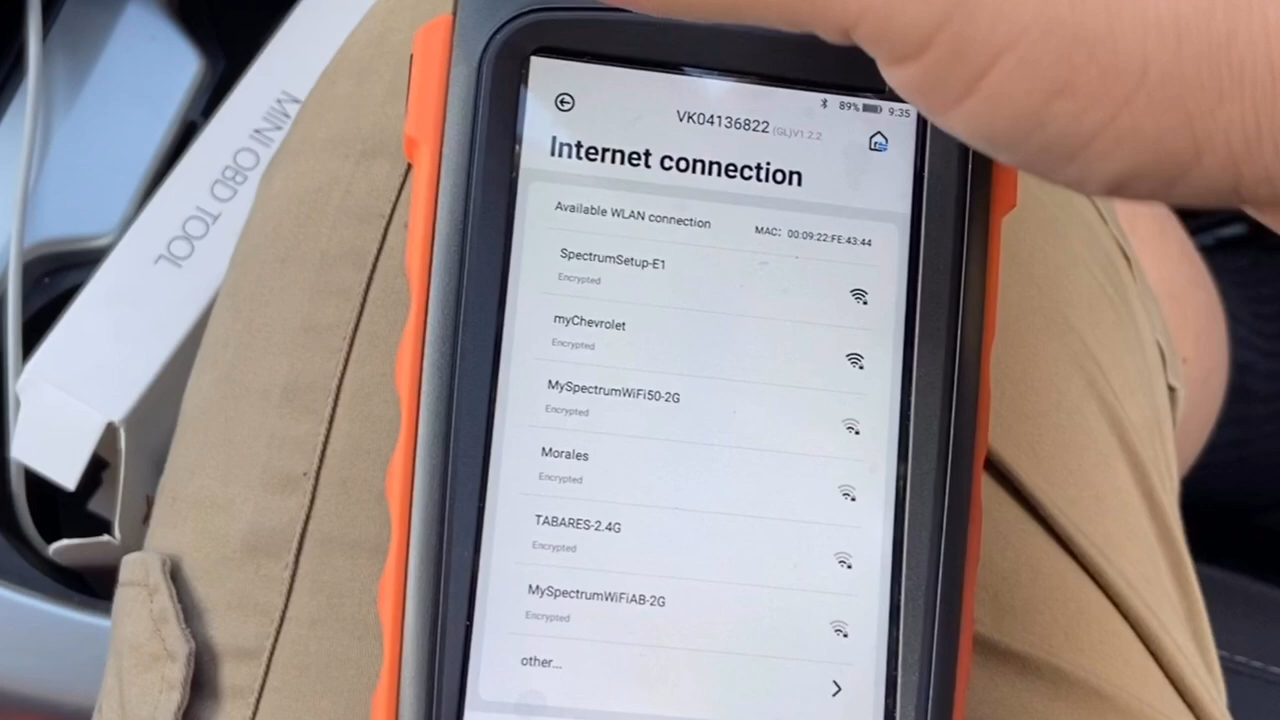 MINI OBD TOOL
89% 9:35
VK04136822 (GL)V1.2.2
Internet connection
Available WLAN connection MAC: 00:09:22:FE:43:44
SpectrumSetup-E1
Encrypted
myChevrolet
Encrypted
MySpectrumWiFi50-2G
Encrypted
Morales
Encrypted
TABARES-2.4G
Encrypted
MySpectrumWiFiAB-2G
Encrypted
other...